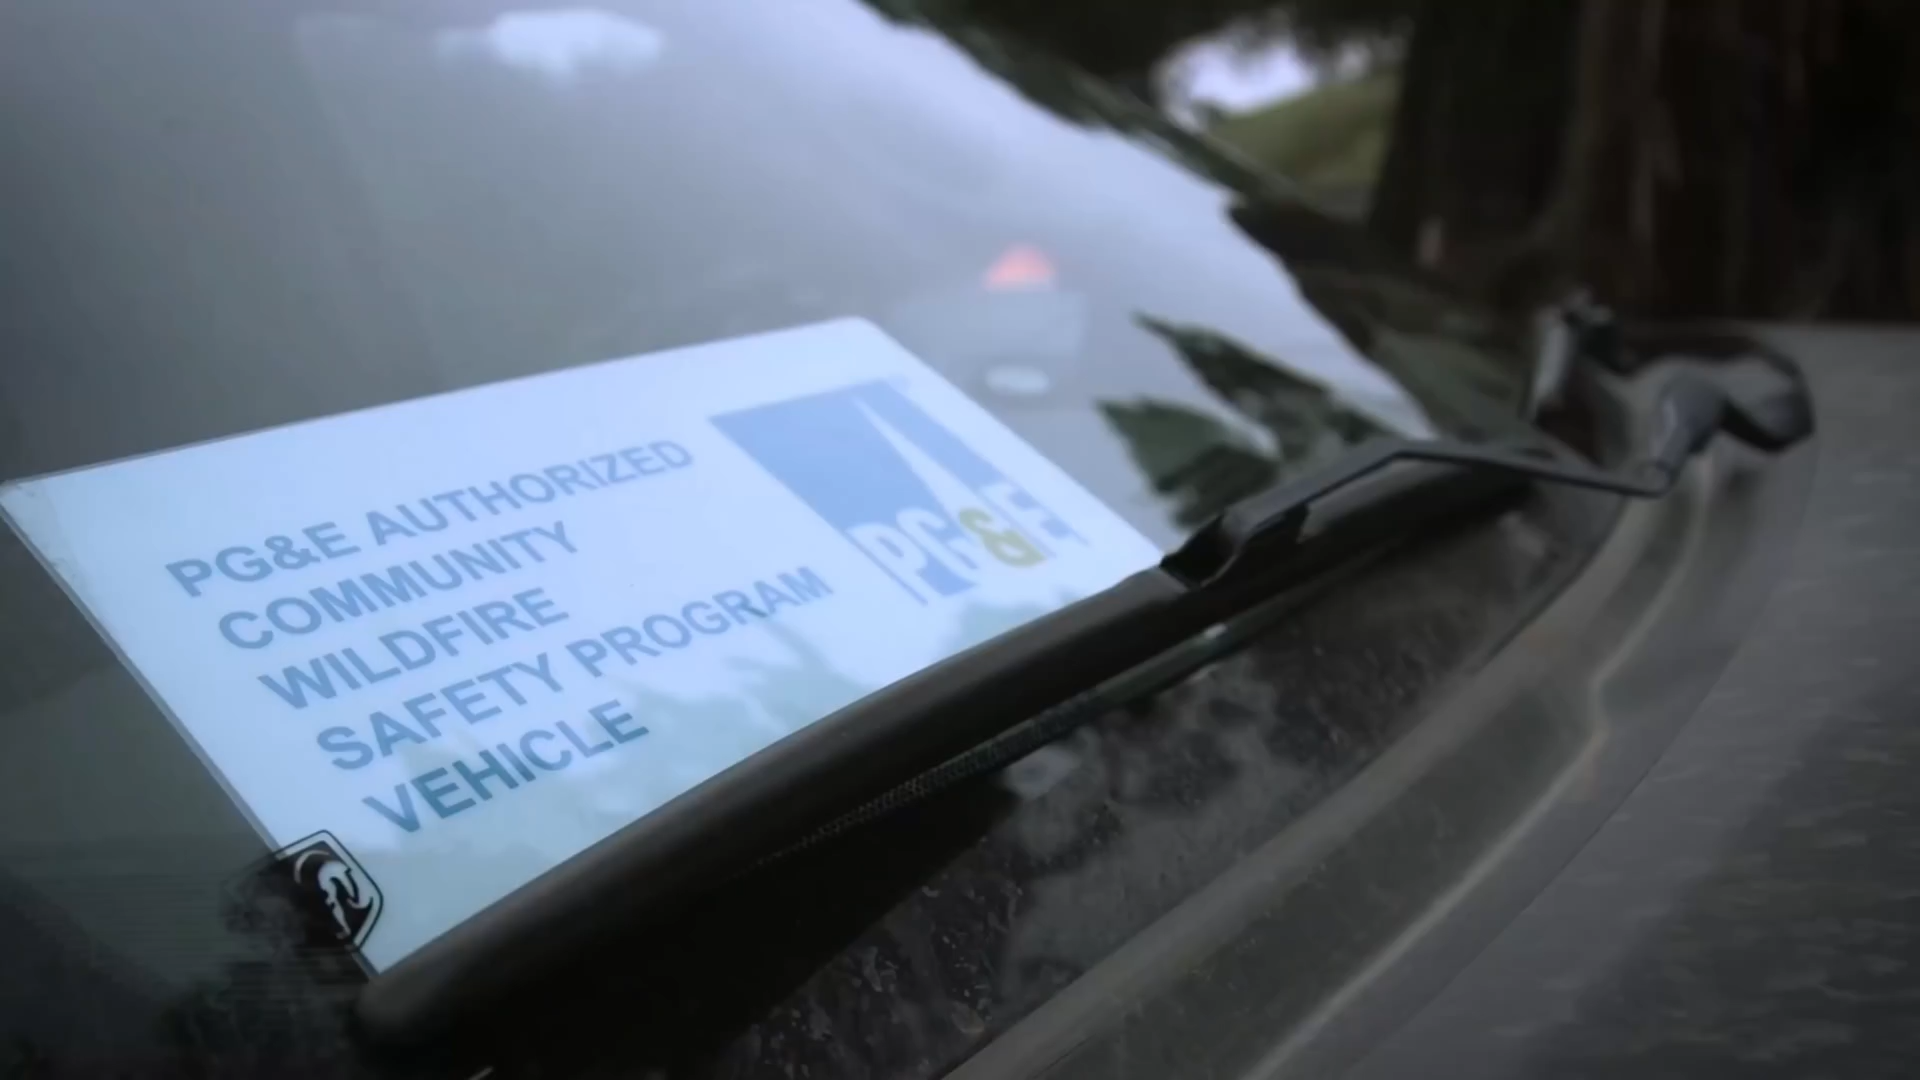 PG&E AUTHORIZED
COMMUNITY
WILDFIRE
SAFETY PROGRAM
VEHICLE
PG&E